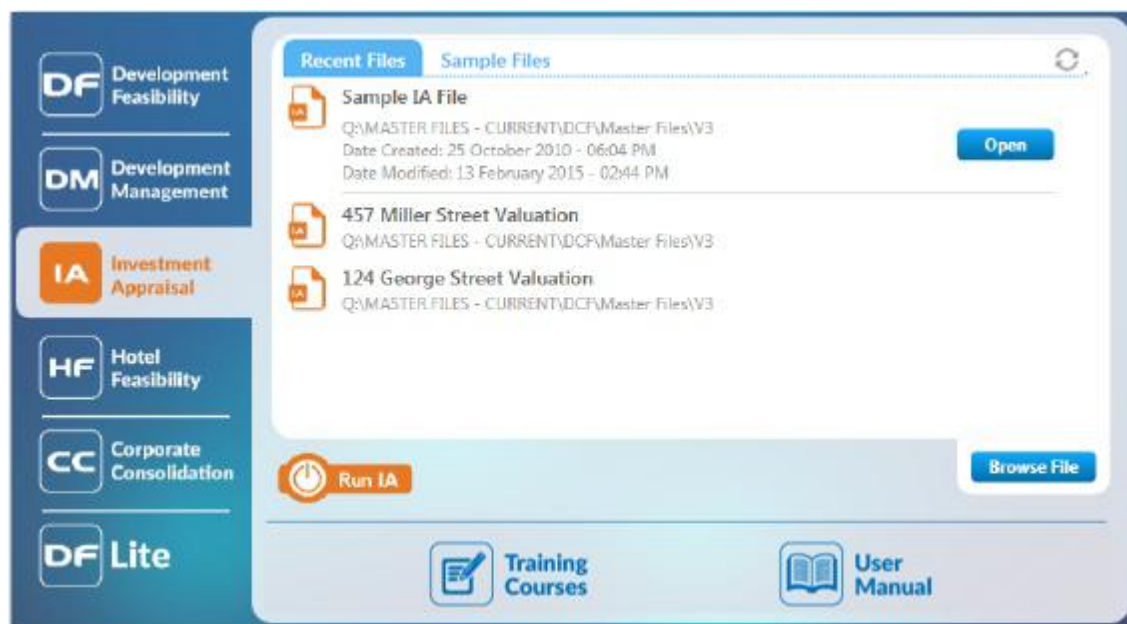 DF Development
Feasibility
DM Development
Management
IA Investment
Appraisal
HF Hotel
Feasibility
CC Corporate
Consolidation
DF Lite
Recent Files Sample Files
IA Sample IA File
Q:\MASTER FILES - CURRENT\DCF\Master Files\V3
Date Created: 25 October 2010 - 06:04 PM
Date Modified: 13 February 2015 - 02:44 PM
Open
IA 457 Miller Street Valuation
Q:\MASTER FILES - CURRENT\DCF\Master Files\V3
IA 124 George Street Valuation
Q:\MASTER FILES - CURRENT\DCF\Master Files\V3
Run IA
Browse File
Training
Courses
User
Manual